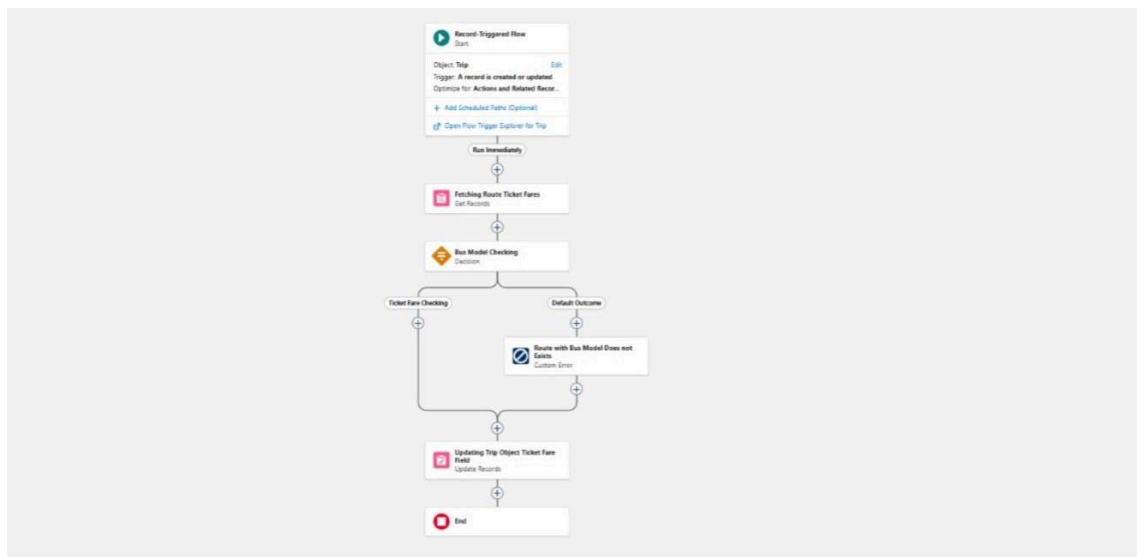 Record-Triggered Flow
Start
Object: Trip
Edit
Trigger: A record is created or updated
Optimize for: Actions and Related Recor...
+ Add Scheduled Paths (Optional)
Open Flow Trigger Explorer for Trip
Run Immediately
Fetching Route Ticket Fares
Get Records
Bus Model Checking
Decision
Ticket Fare Checking
Default Outcome
Route with Bus Model Does not
Exists
Custom Error
Updating Trip Object Ticket Fare
Field
Update Records
End